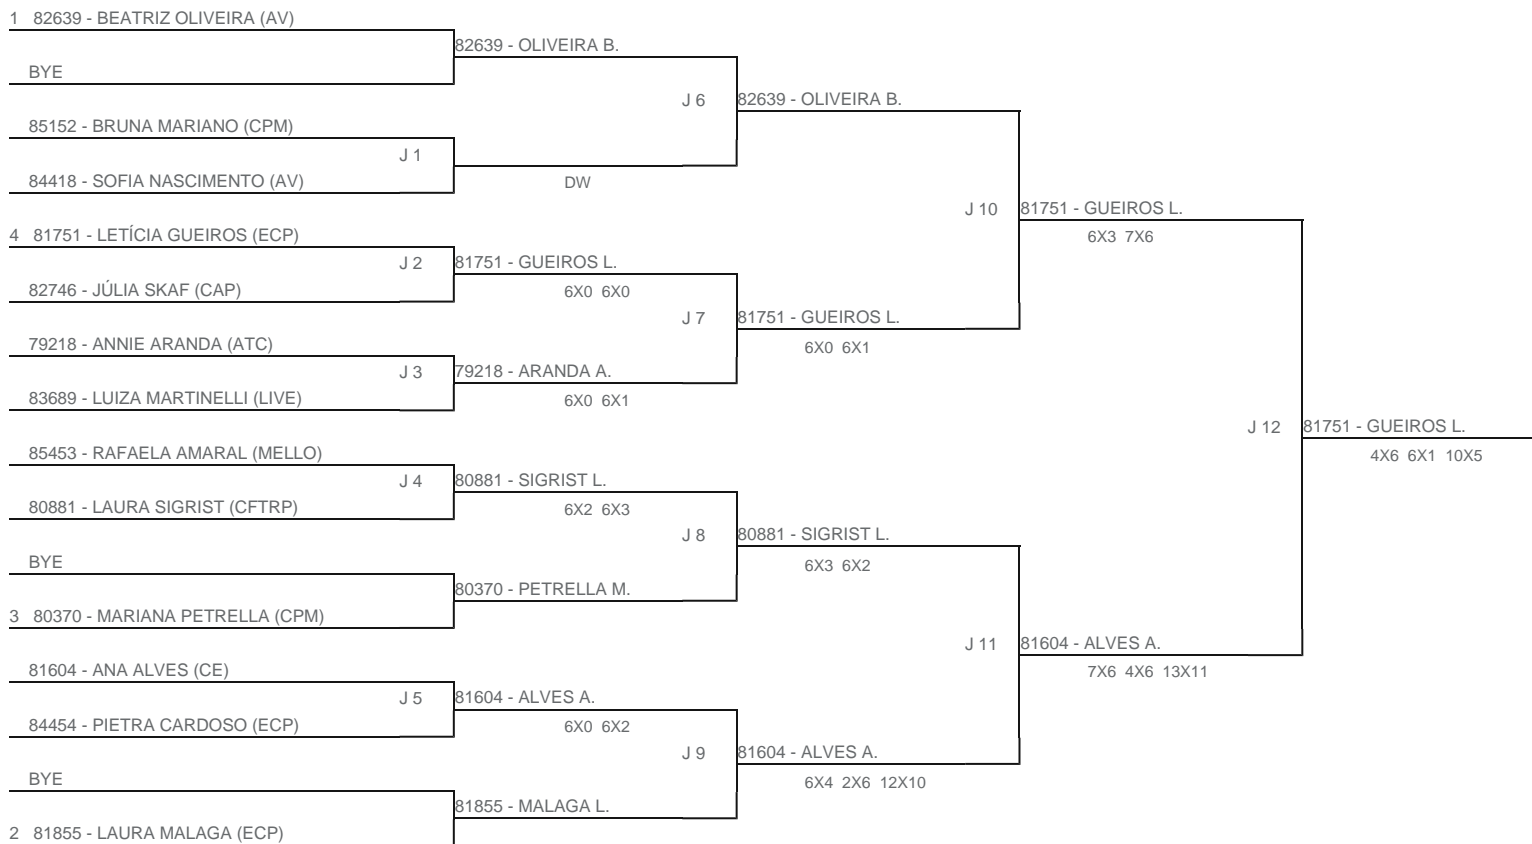 1 82639 - BEATRIZ OLIVEIRA (AV)
82639 - OLIVEIRA B.
BYE
J 6
82639 - OLIVEIRA B.
85152 - BRUNA MARIANO (CPM)
J 1
84418 - SOFIA NASCIMENTO (AV)
DW
J 10
81751 - GUEIROS L.
6X3 7X6
4 81751 - LETÍCIA GUEIROS (ECP)
J 2
81751 - GUEIROS L.
6X0 6X0
82746 - JÚLIA SKAF (CAP)
J 7
81751 - GUEIROS L.
6X0 6X1
79218 - ANNIE ARANDA (ATC)
J 3
79218 - ARANDA A.
6X0 6X1
83689 - LUIZA MARTINELLI (LIVE)
J 12
81751 - GUEIROS L.
4X6 6X1 10X5
85453 - RAFAELA AMARAL (MELLO)
J 4
80881 - SIGRIST L.
6X2 6X3
80881 - LAURA SIGRIST (CFTRP)
J 8
80881 - SIGRIST L.
6X3 6X2
BYE
80370 - PETRELLA M.
3 80370 - MARIANA PETRELLA (CPM)
J 11
81604 - ALVES A.
7X6 4X6 13X11
81604 - ANA ALVES (CE)
J 5
81604 - ALVES A.
6X0 6X2
84454 - PIETRA CARDOSO (ECP)
J 9
81604 - ALVES A.
6X4 2X6 12X10
BYE
81855 - MALAGA L.
2 81855 - LAURA MALAGA (ECP)